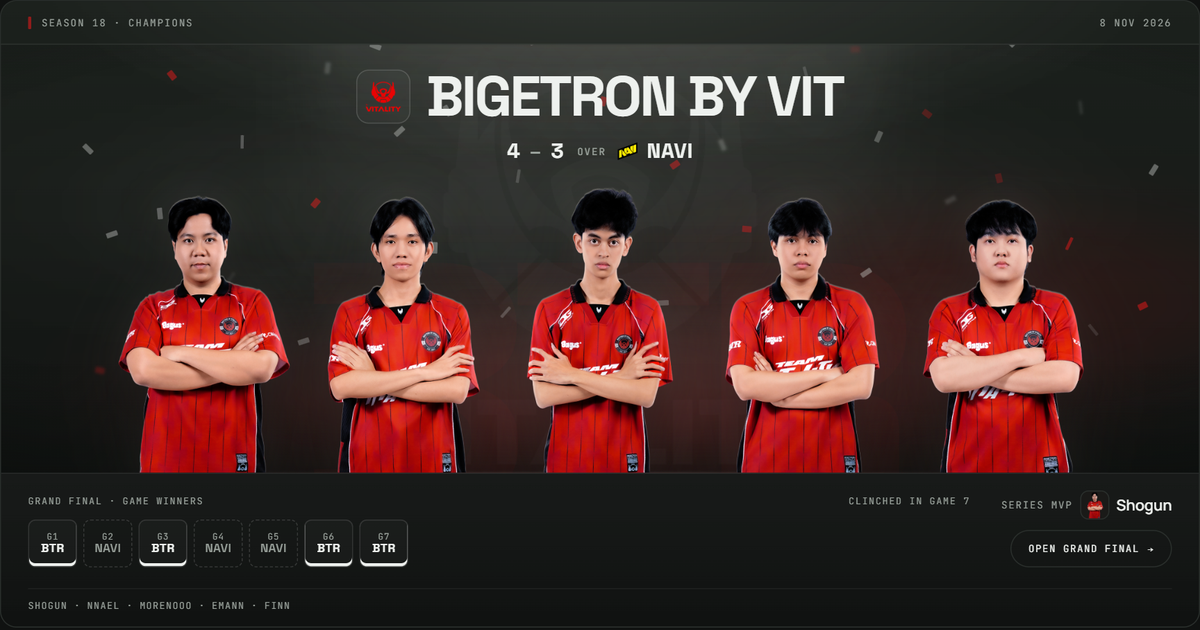 SEASON 18 · CHAMPIONS
8 NOV 2026
VITALITY
BIGETRON BY VIT
4 — 3 OVER NAVI NAVI
GRAND FINAL · GAME WINNERS
CLINCHED IN GAME 7
SERIES MVP Shogun
G1 G2 G3 G4 G5 G6 G7
BTR NAVI BTR NAVI NAVI BTR BTR
OPEN GRAND FINAL →
SHOGUN · NNAEL · MORENOOO · EMANN · FINN